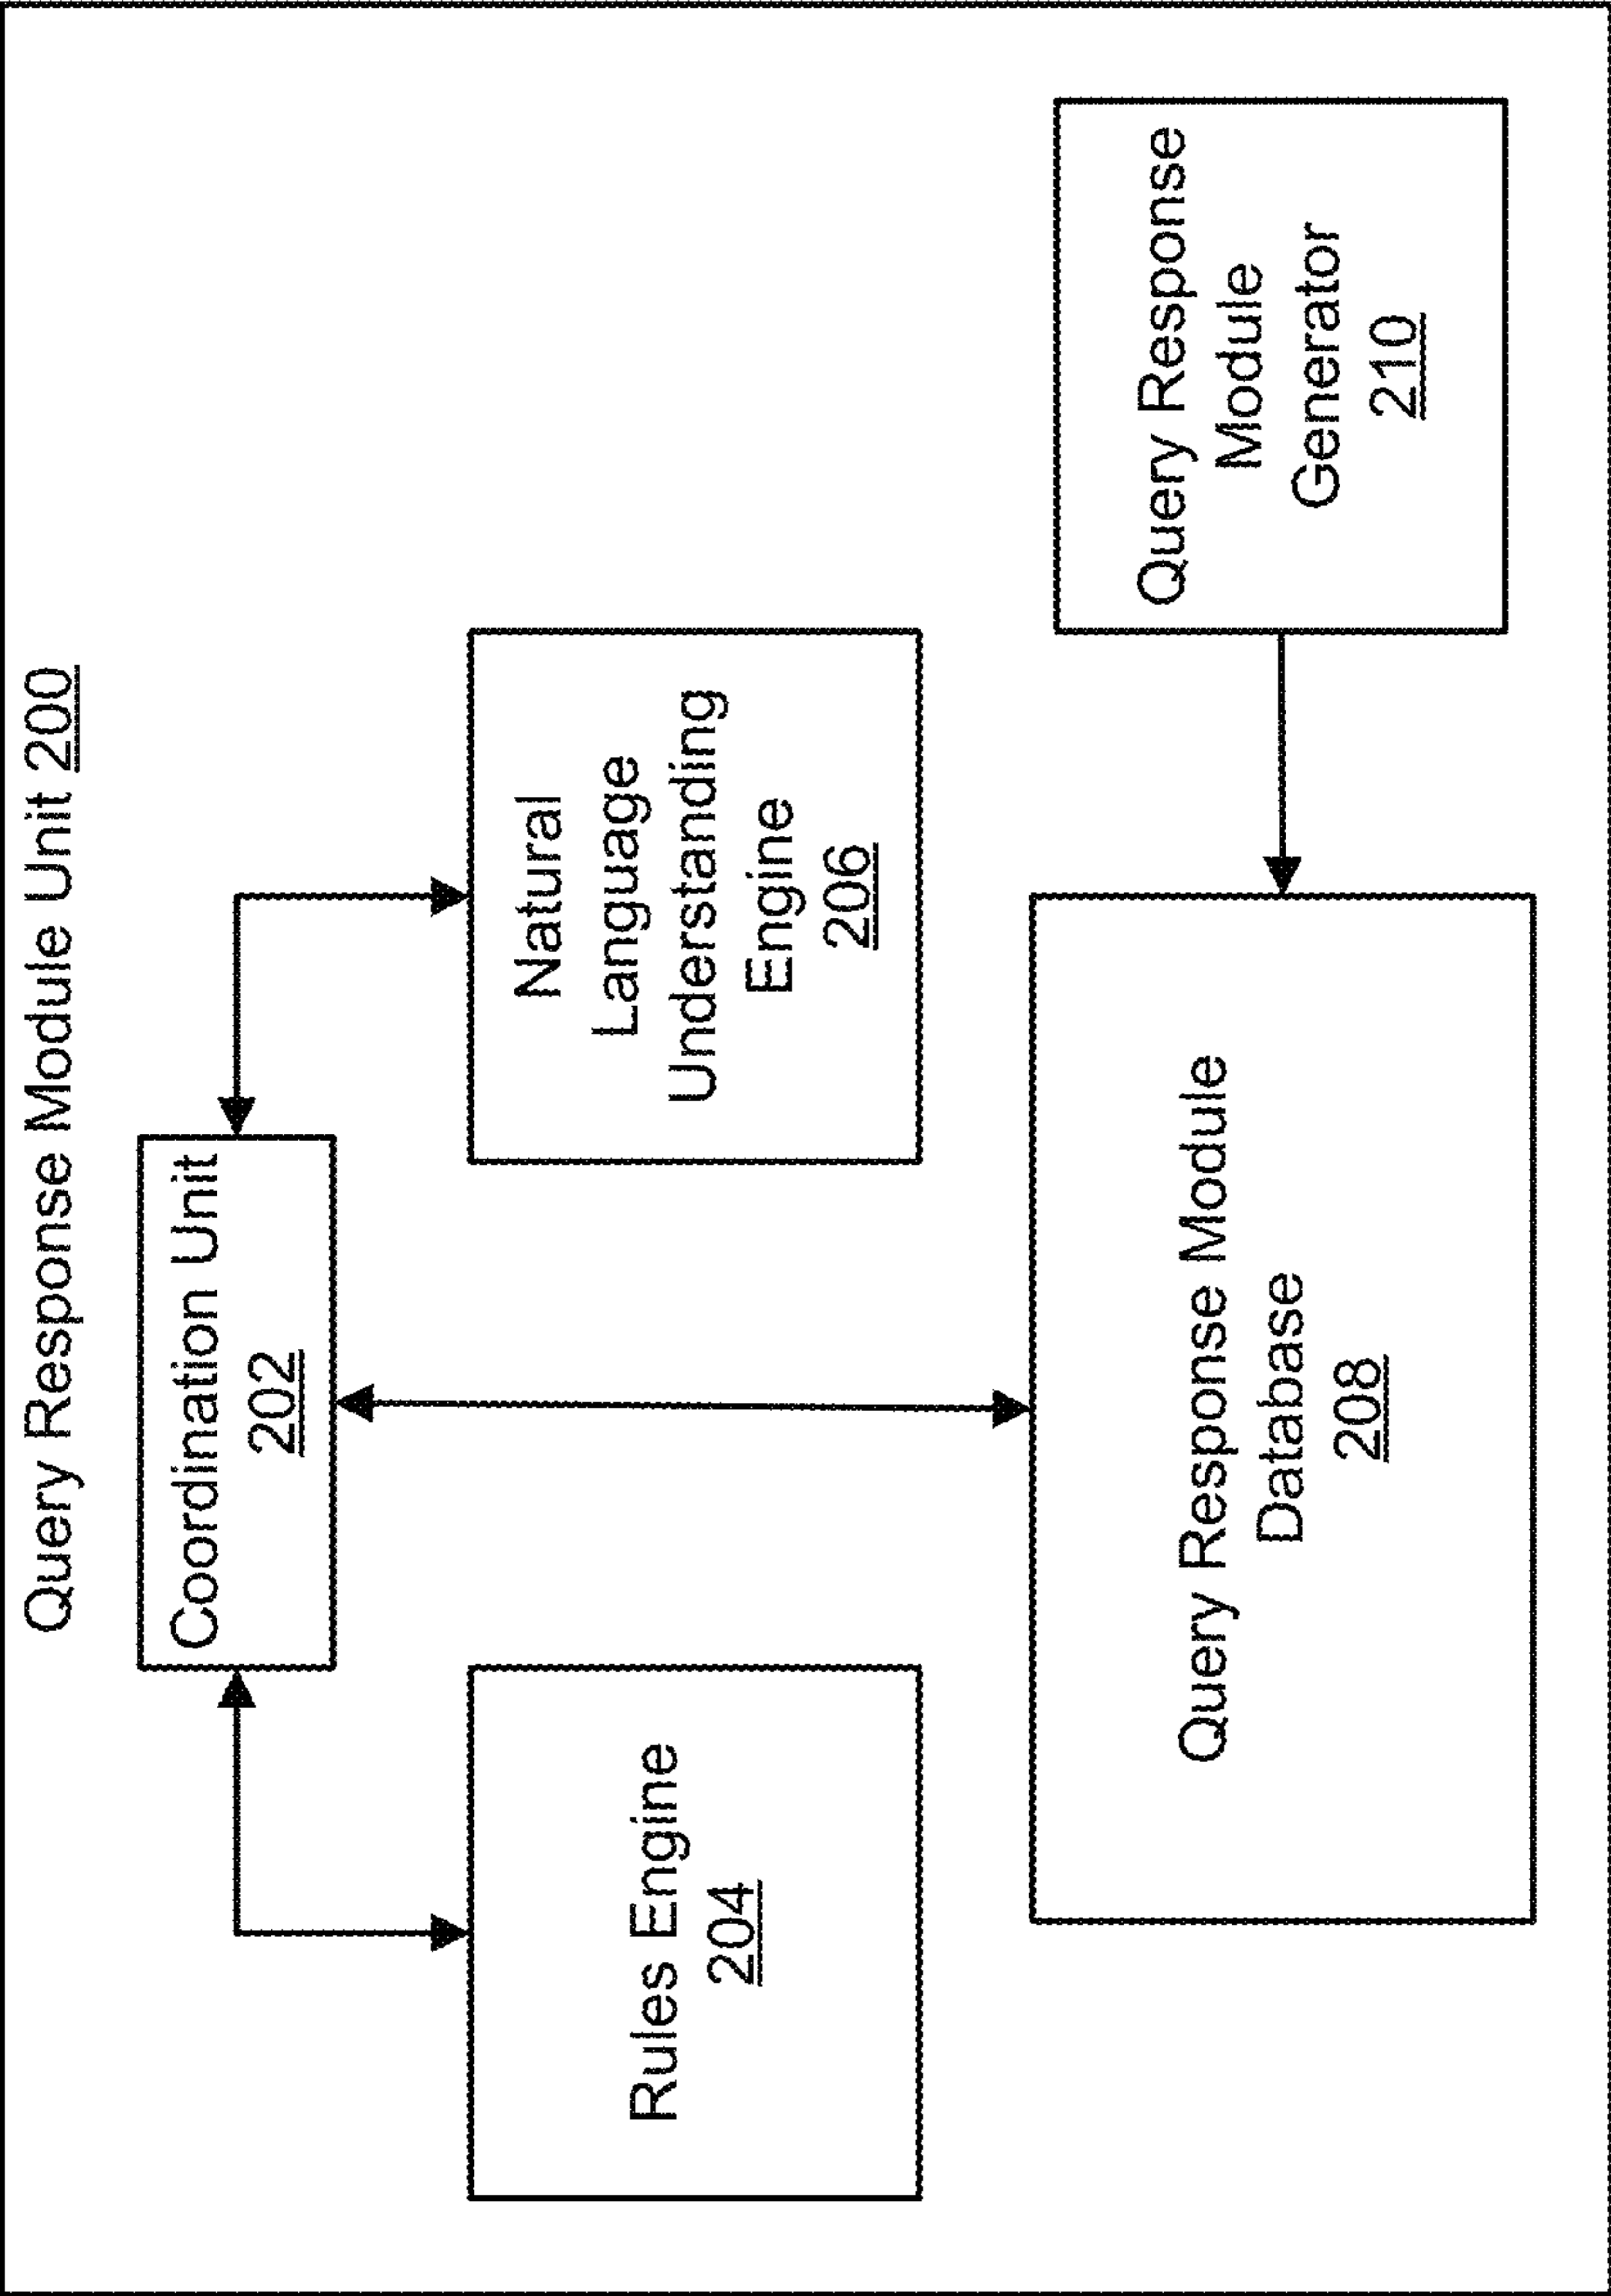 Query Response Module Unit 200
Coordination Unit
202
Rules Engine
204
Natural
Language
Understanding
Engine
206
Query Response Module
Database
208
Query Response
Module
Generator
210